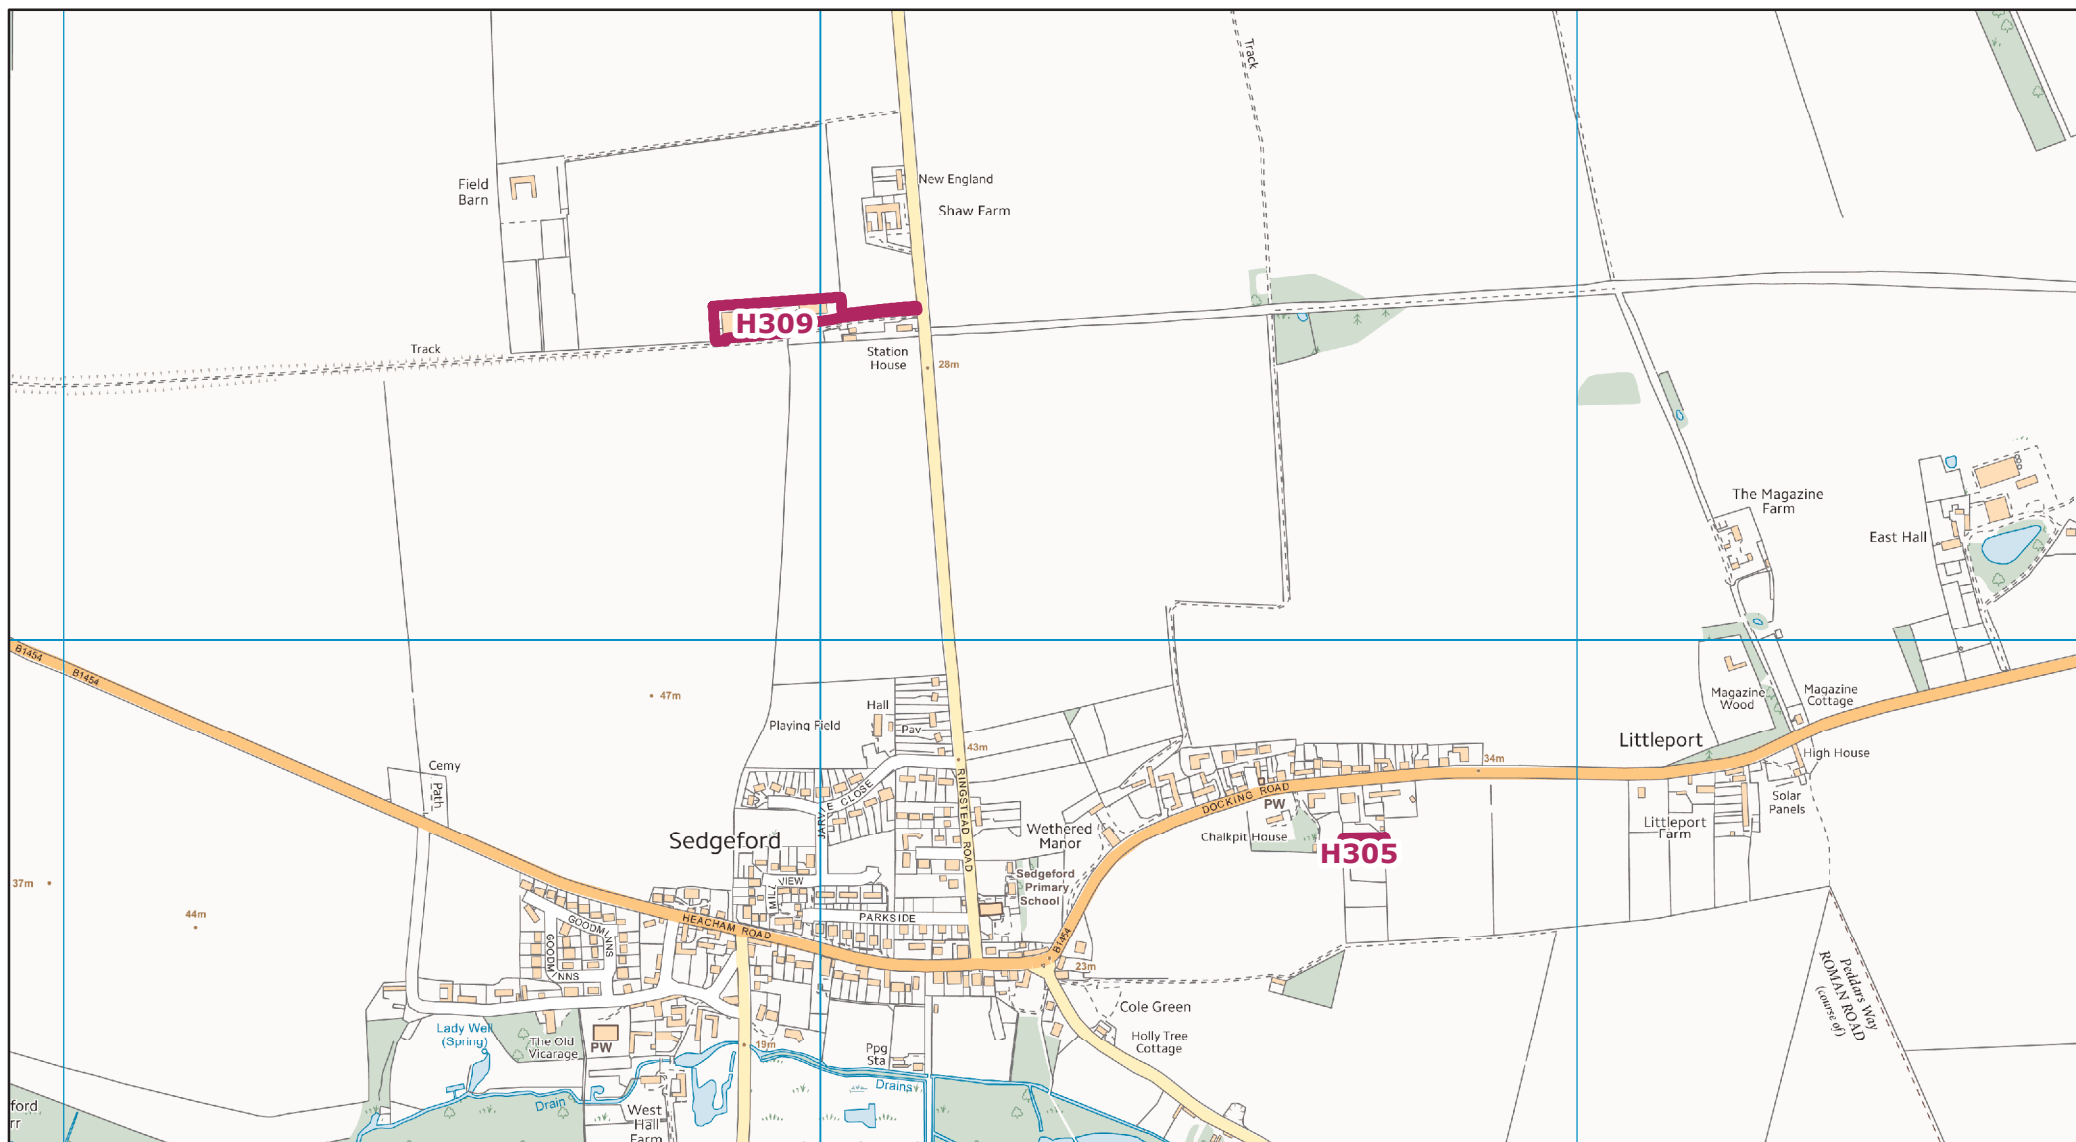 Track
Field
Barn
New England
Shaw Farm
H309
Track
Station
House
28m
The Magazine
Farm
East Hall
B1454
B1454
47m
Hall
Playing Field
Pav
43m
Magazine
Wood
Magazine
Cottage
Littleport
High House
34m
Cemy
Path
JARVIE CLOSE
RINGSTEAD ROAD
DOCKING ROAD
PW
Solar
Panels
Sedgeford
Wethered
Manor
Chalkpit House
H305
Littleport
Farm
37m
VIEW
Sedgeford
Primary
School
44m
PARKSIDE
HEACHAM ROAD
B1454
23m
Pedlars Way
ROMAN ROAD
(course of)
Cole Green
Lady Well
(Spring)
The Old
Vicarage
PW
19m
Ppg
Sta
Holly Tree
Cottage
Drains
Drain
West
Hall
Farm
ford
rr